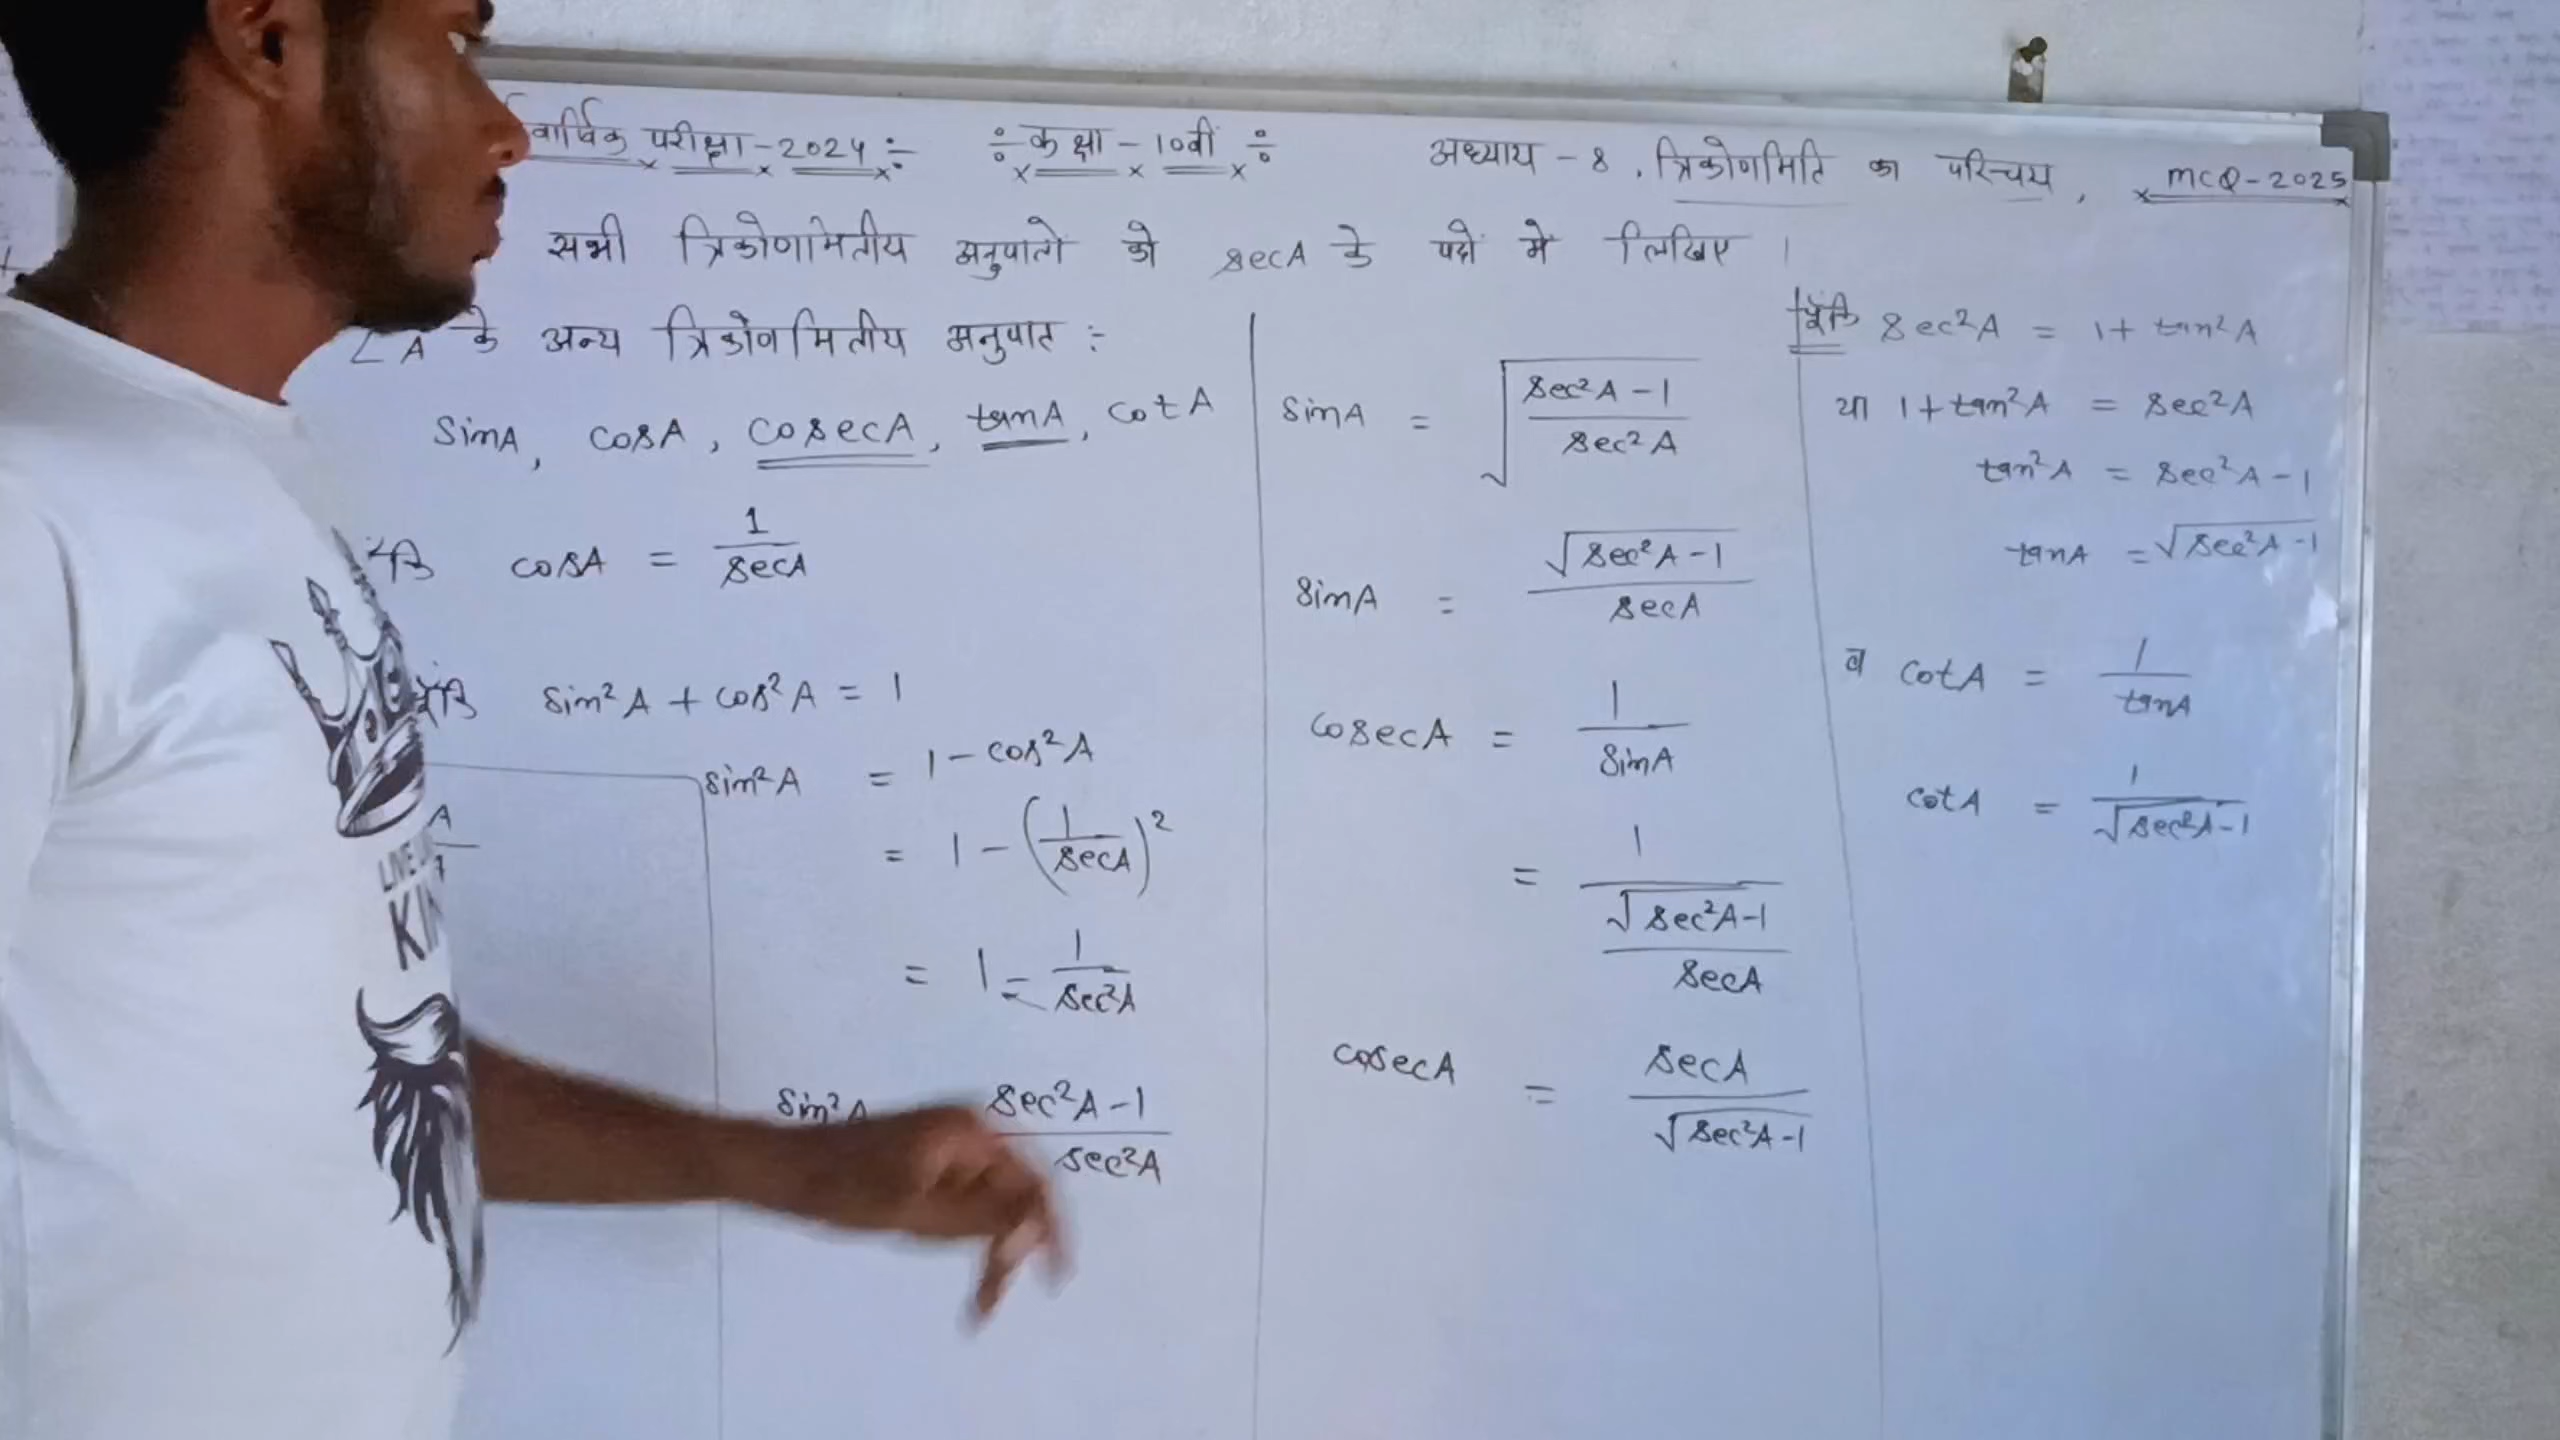 वार्षिक परीक्षा - 2024 ÷ ÷ कक्षा - 10वीं ÷ अध्याय - 8, त्रिकोणमिति का परिचय, MCQ-2025
सभी त्रिकोणमितीय अनुपातों को secA के पदों में लिखिए ।
∠A के अन्य त्रिकोणमितीय अनुपात :-
sinA, cosA, cosecA, tanA, cotA
cosA = 1/secA
sin²A + cos²A = 1
sin²A = 1 - cos²A
= 1 - (1/secA)²
= 1 - 1/sec²A
sin²A sec²A - 1/sec²A
sinA = √((sec²A - 1)/sec²A)
sinA = √(sec²A - 1)/secA
cosecA = 1/sinA
= 1/(√(sec²A - 1)/secA)
cosecA = secA/√(sec²A - 1)
चूँकि sec²A = 1 + tan²A
या 1 + tan²A = sec²A
tan²A = sec²A - 1
tanA = √(sec²A - 1)
व cotA = 1/tanA
cotA = 1/√(sec²A - 1)
LIVE
KIN